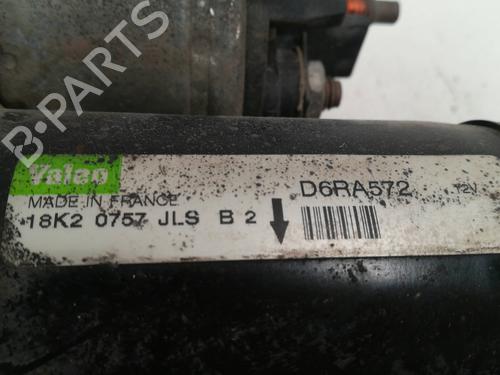 B-PARTS
Valeo
MADE IN FRANCE
18K2 0757 JLS B 2
D6RA572 12V